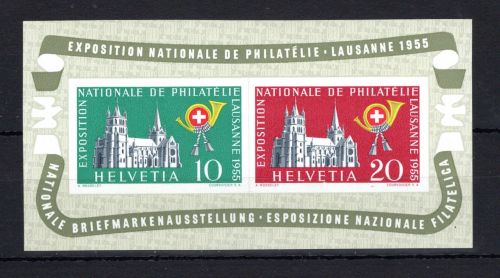 EXPOSITION NATIONALE DE PHILATÉLIE · LAUSANNE 1955
EXPOSITION
NATIONALE DE PHILATÉLIE
LAUSANNE 1955
10
HELVETIA
EXPOSITION
NATIONALE DE PHILATÉLIE
LAUSANNE 1955
20
HELVETIA
NATIONALE BRIEFMARKENAUSSTELLUNG · ESPOSIZIONE NAZIONALE FILATELICA